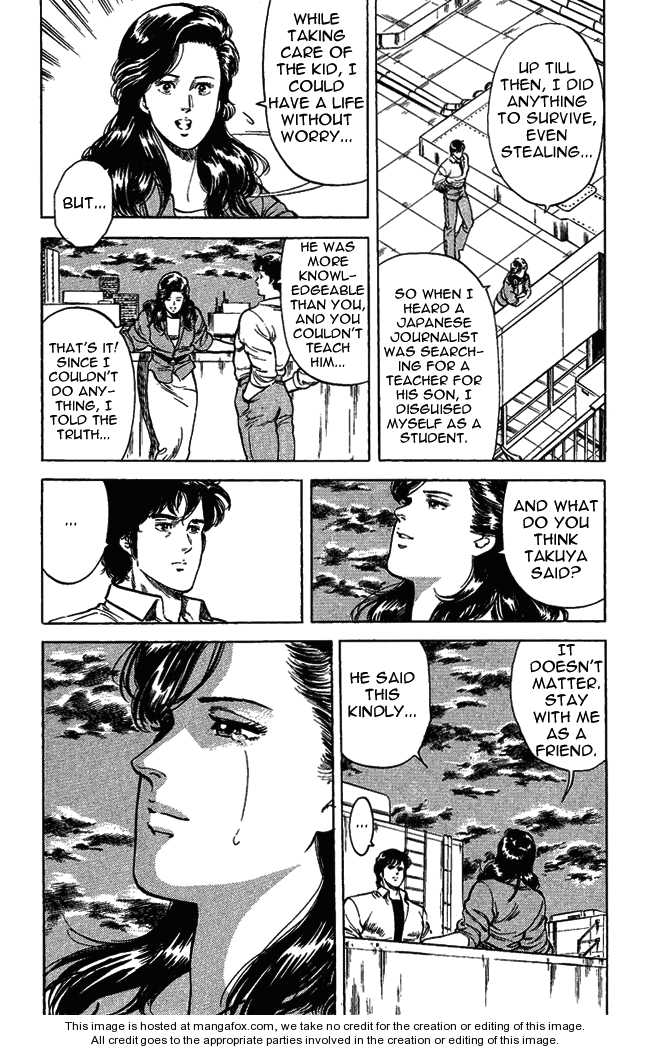 UP TILL
THEN, I DID
ANYTHING
TO SURVIVE,
EVEN
STEALING...
SO WHEN I
HEARD A
JAPANESE
JOURNALIST
WAS SEARCH-
ING FOR A
TEACHER FOR
HIS SON, I
DISGUISED
MYSELF AS A
STUDENT.
WHILE
TAKING
CARE OF
THE KID, I
COULD
HAVE A LIFE
WITHOUT
WORRY...
BUT...
HE WAS
MORE
KNOWL-
EDGEABLE
THAN YOU,
AND YOU
COULDN'T
TEACH
HIM...
THAT'S IT!
SINCE I
COULDN'T
DO ANY-
THING, I
TOLD THE
TRUTH...
AND WHAT
DO YOU
THINK
TAKUYA
SAID?
...
IT
DOESN'T
MATTER.
STAY
WITH ME
AS A
FRIEND.
HE SAID
THIS
KINDLY...
...
This image is hosted at mangafox.com, we take no credit for the creation or editing of this image.
All credit goes to the appropriate parties involved in the creation or editing of this image.